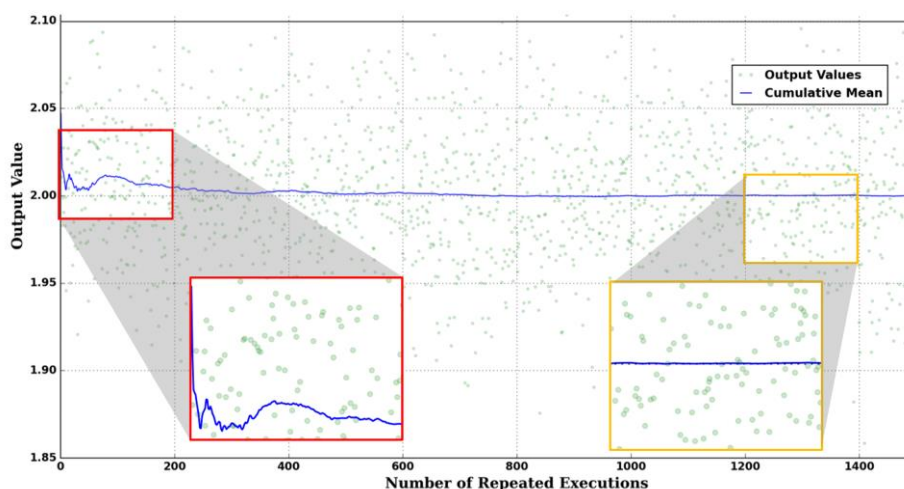 2.10
2.05
2.00
1.95
1.90
1.85
Output Value
Output Values
Cumulative Mean
0 200 400 600 800 1000 1200 1400
Number of Repeated Executions